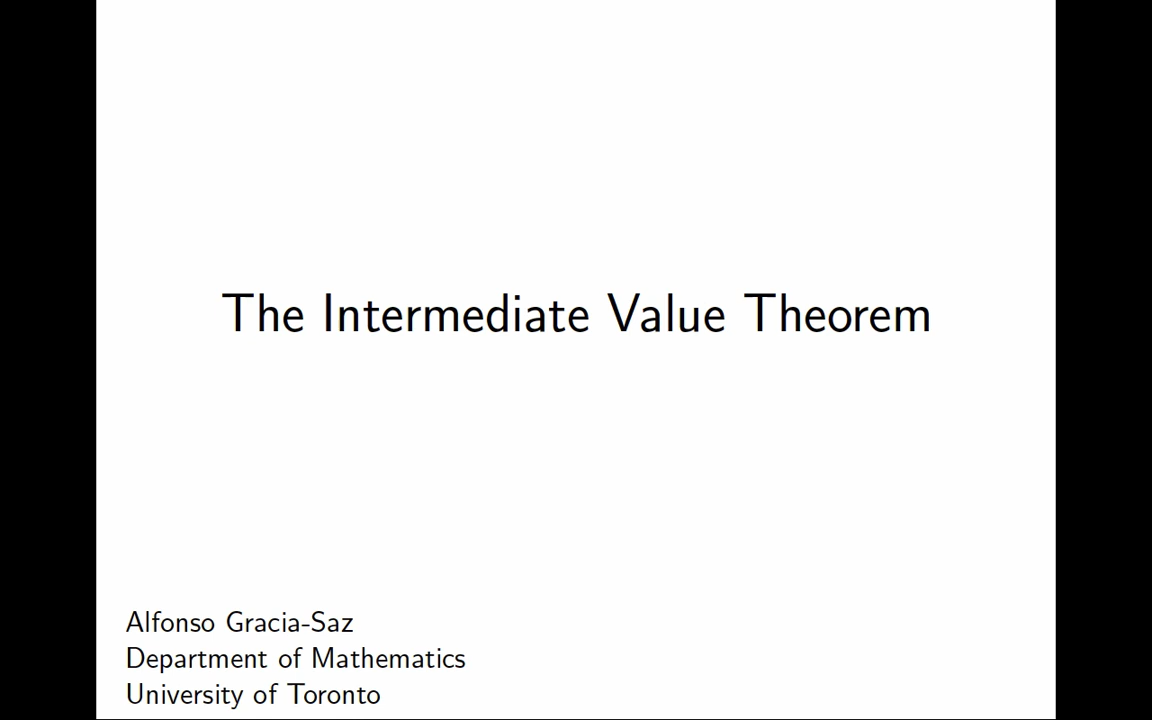 The Intermediate Value Theorem
Alfonso Gracia-Saz
Department of Mathematics
University of Toronto